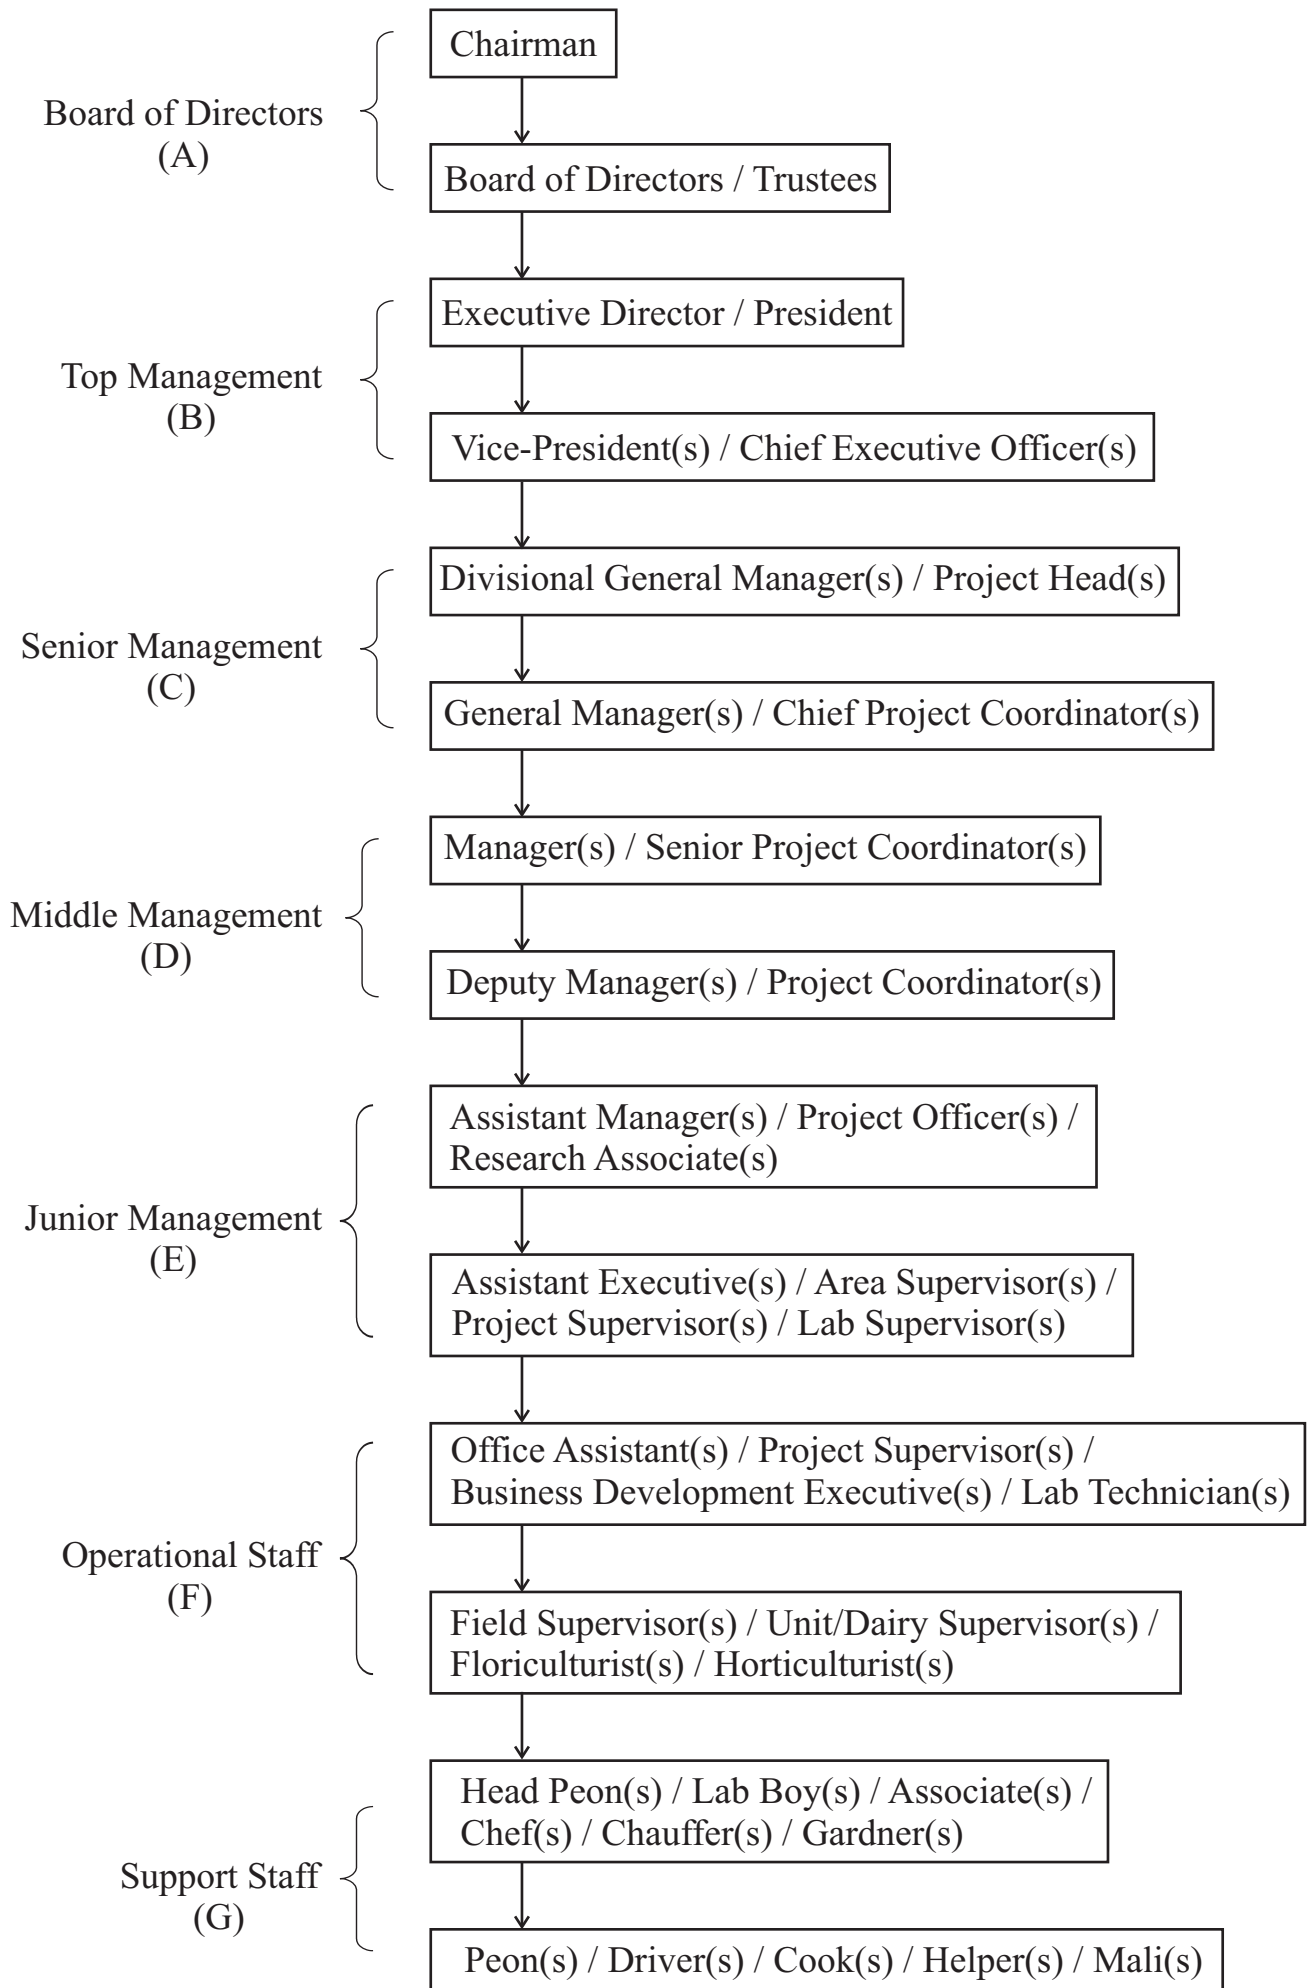 Chairman
Board of Directors
(A)
Board of Directors / Trustees
Executive Director / President
Top Management
(B)
Vice-President(s) / Chief Executive Officer(s)
Divisional General Manager(s) / Project Head(s)
Senior Management
(C)
General Manager(s) / Chief Project Coordinator(s)
Manager(s) / Senior Project Coordinator(s)
Middle Management
(D)
Deputy Manager(s) / Project Coordinator(s)
Assistant Manager(s) / Project Officer(s) /
Research Associate(s)
Junior Management
(E)
Assistant Executive(s) / Area Supervisor(s) /
Project Supervisor(s) / Lab Supervisor(s)
Office Assistant(s) / Project Supervisor(s) /
Business Development Executive(s) / Lab Technician(s)
Operational Staff
(F)
Field Supervisor(s) / Unit/Dairy Supervisor(s) /
Floriculturist(s) / Horticulturist(s)
Head Peon(s) / Lab Boy(s) / Associate(s) /
Chef(s) / Chauffer(s) / Gardner(s)
Support Staff
(G)
Peon(s) / Driver(s) / Cook(s) / Helper(s) / Mali(s)